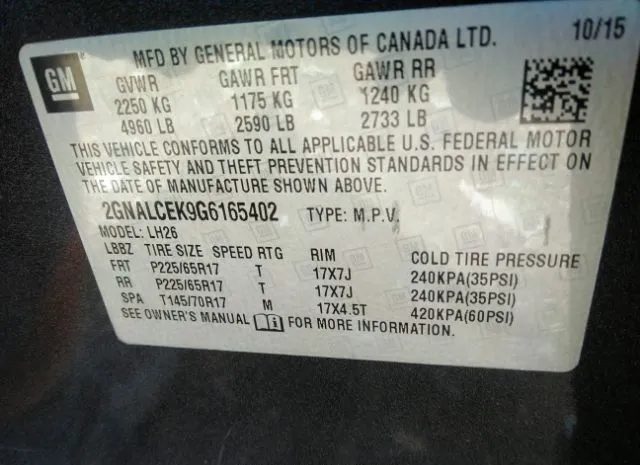 MFD BY GENERAL MOTORS OF CANADA LTD. 10/15
GM
GVWR GAWR FRT GAWR RR
2250 KG 1175 KG 1240 KG
4960 LB 2590 LB 2733 LB
THIS VEHICLE CONFORMS TO ALL APPLICABLE U.S. FEDERAL MOTOR
VEHICLE SAFETY AND THEFT PREVENTION STANDARDS IN EFFECT ON
THE DATE OF MANUFACTURE SHOWN ABOVE.
2GNALCEK9G6165402 TYPE: M.P.V.
MODEL: LH26
LBBZ TIRE SIZE SPEED RTG RIM COLD TIRE PRESSURE
FRT P225/65R17 T 17X7J 240KPA(35PSI)
RR P225/65R17 T 17X7J 240KPA(35PSI)
SPA T145/70R17 M 17X4.5T 420KPA(60PSI)
SEE OWNER'S MANUAL FOR MORE INFORMATION.